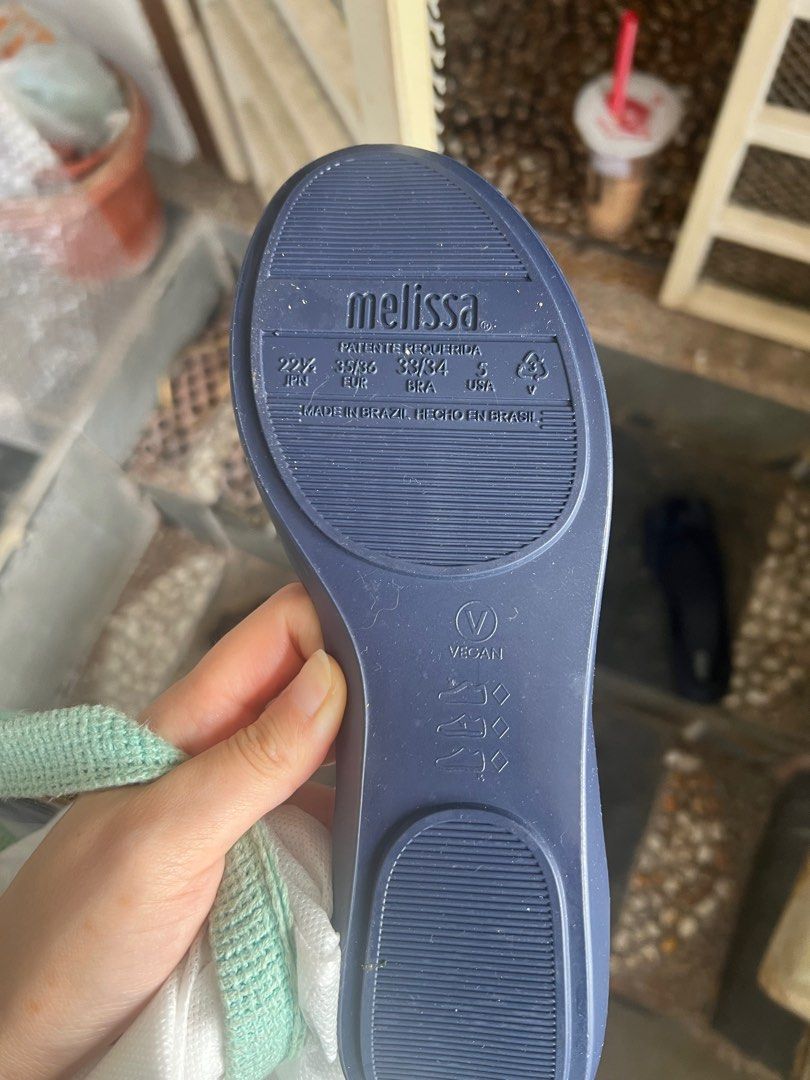 melissa®
PATENTE REQUERIDA
22½ 35/36 33/34 5
JPN EUR BRA USA
3
V
MADE IN BRAZIL HECHO EN BRASIL
V
VEGAN